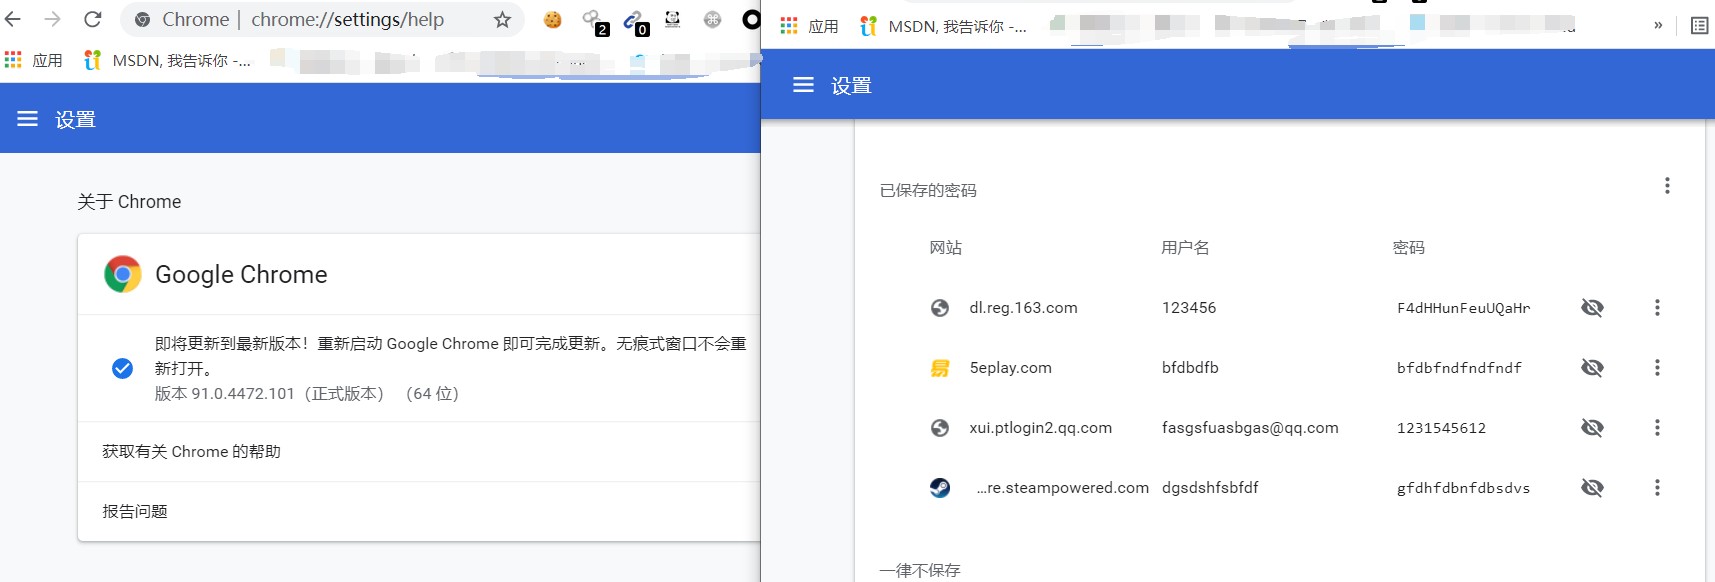 Chrome | chrome://settings/help
2
0
应用
MSDN, 我告诉你 -...
设置
关于 Chrome
Google Chrome
即将更新到最新版本！重新启动 Google Chrome 即可完成更新。无痕式窗口不会重
新打开。
版本 91.0.4472.101（正式版本） （64 位）
获取有关 Chrome 的帮助
报告问题
应用
MSDN, 我告诉你 -...
»
设置
已保存的密码
网站 用户名 密码
dl.reg.163.com 123456 F4dHHunFeuUQaHr
5eplay.com bfdbdfb bfdbfndfndfndf
xui.ptlogin2.qq.com fasgsfuasbgas@qq.com 1231545612
...re.steampowered.com dgsdshfsbfdf gfdhfdbnfdbsdvs
一律不保存